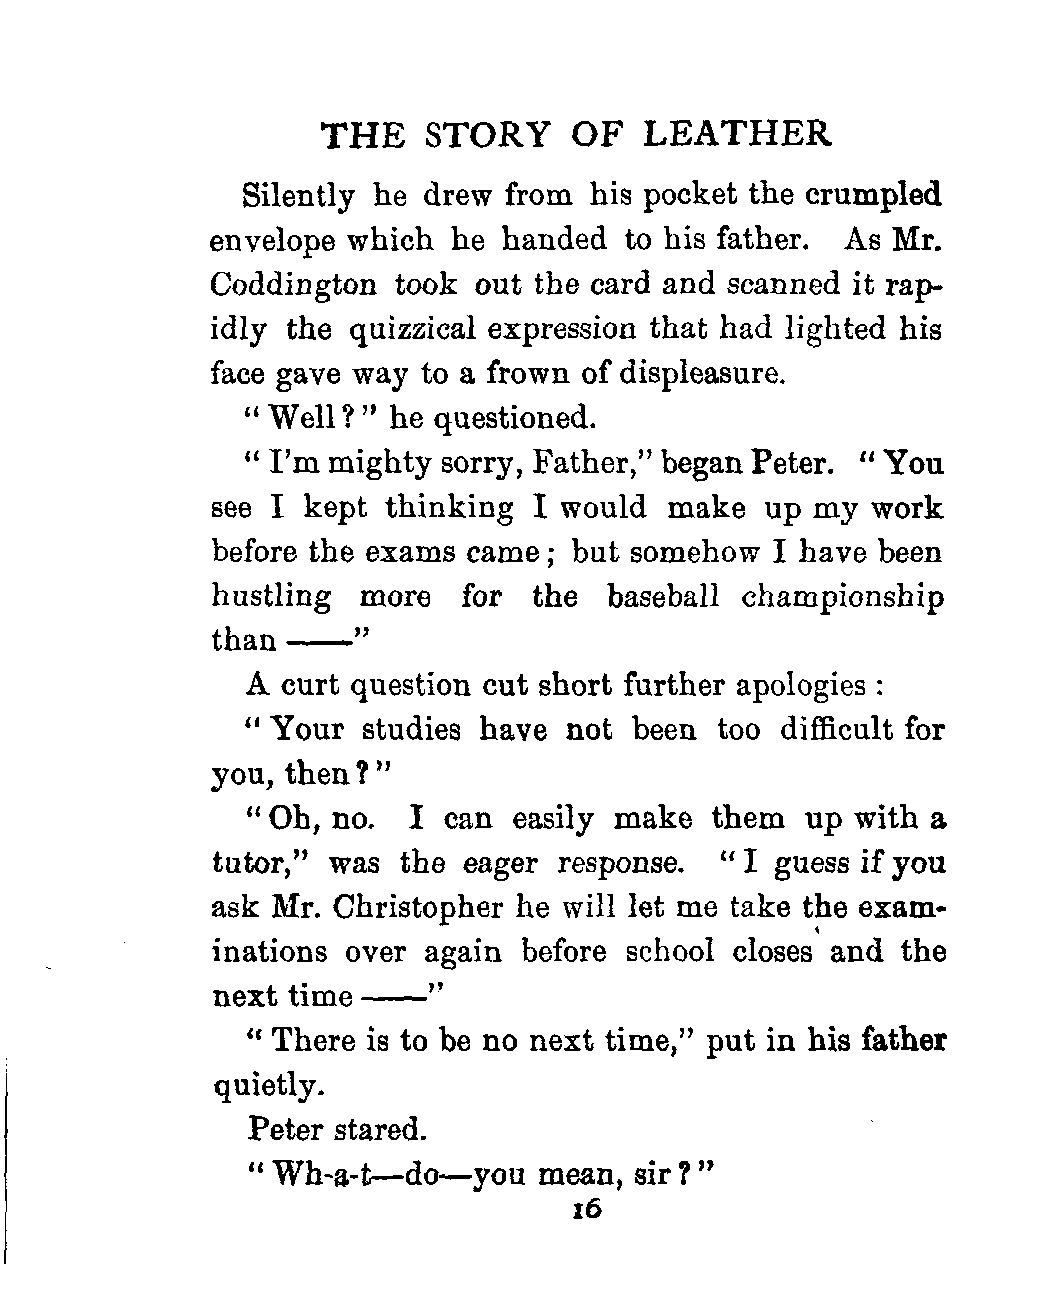 THE STORY OF LEATHER
Silently he drew from his pocket the crumpled
envelope which he handed to his father. As Mr.
Coddington took out the card and scanned it rap-
idly the quizzical expression that had lighted his
face gave way to a frown of displeasure.
“Well?” he questioned.
“I'm mighty sorry, Father,” began Peter. “You
see I kept thinking I would make up my work
before the exams came; but somehow I have been
hustling more for the baseball championship
than ——”
A curt question cut short further apologies:
“Your studies have not been too difficult for
you, then?”
“Oh, no. I can easily make them up with a
tutor,” was the eager response. “I guess if you
ask Mr. Christopher he will let me take the exam-
inations over again before school closes and the
next time ——”
“There is to be no next time,” put in his father
quietly.
Peter stared.
“Wh-a-t—do—you mean, sir?”
16